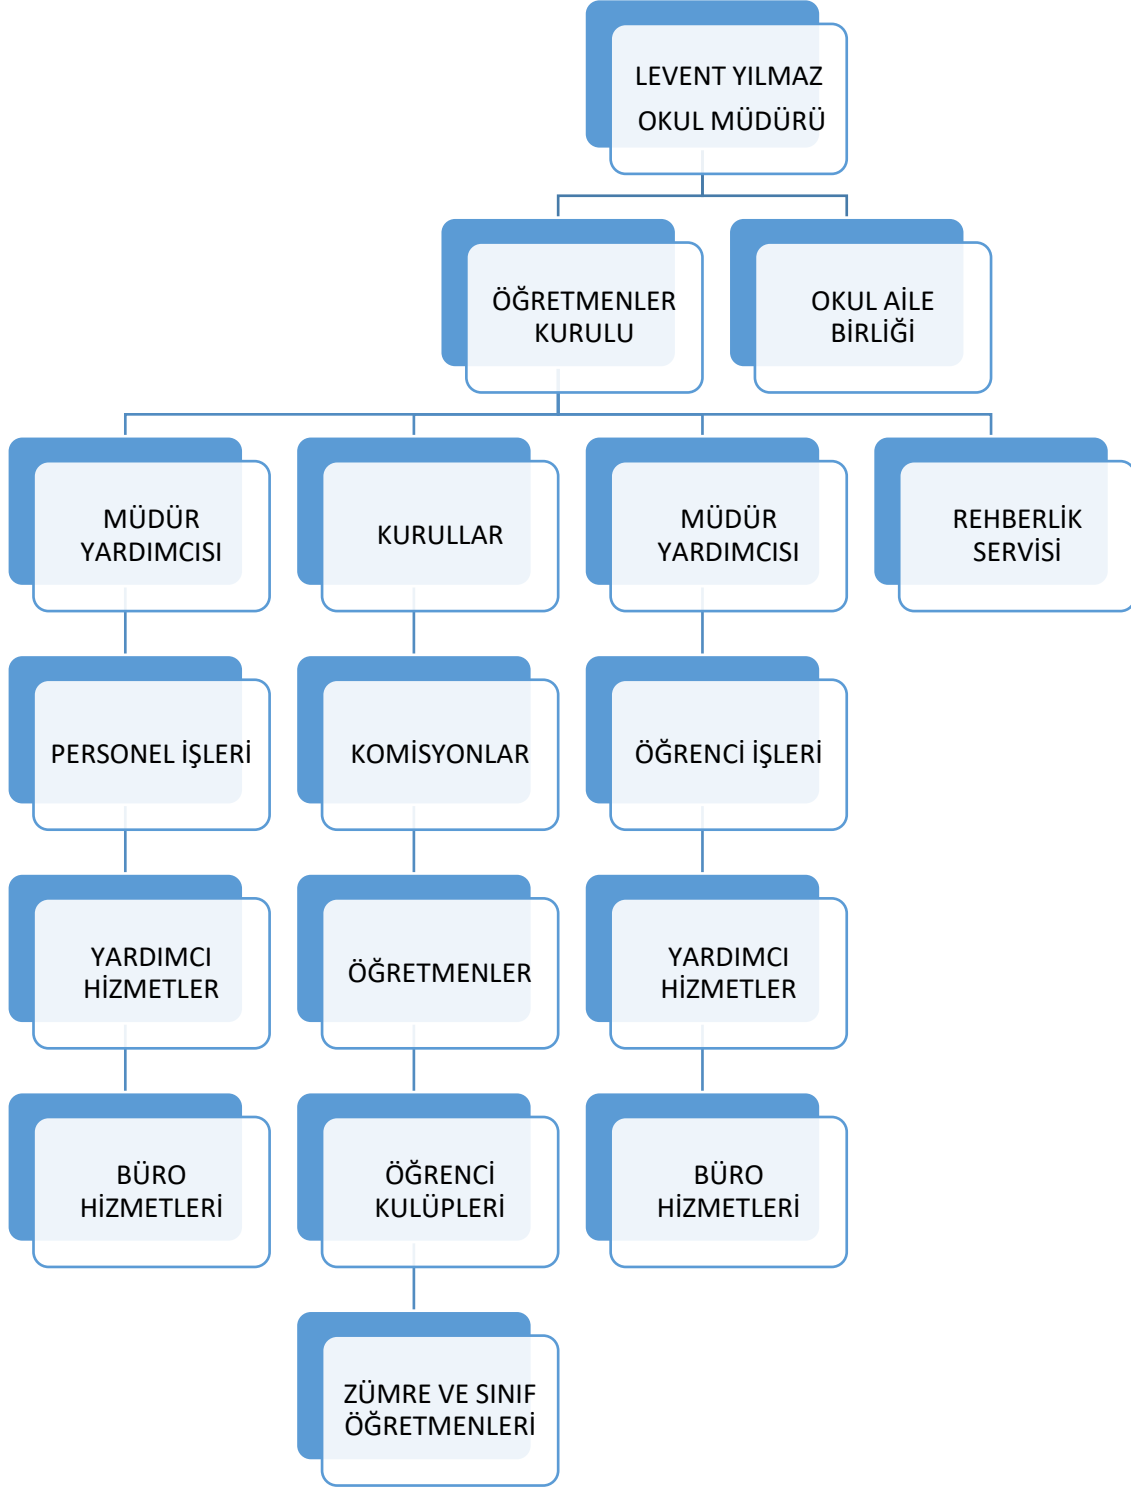 LEVENT YILMAZ
OKUL MÜDÜRÜ
ÖĞRETMENLER
KURULU
OKUL AİLE
BİRLİĞİ
MÜDÜR
YARDIMCISI
KURULLAR
MÜDÜR
YARDIMCISI
REHBERLİK
SERVİSİ
PERSONEL İŞLERİ
KOMİSYONLAR
ÖĞRENCİ İŞLERİ
YARDIMCI
HİZMETLER
ÖĞRETMENLER
YARDIMCI
HİZMETLER
BÜRO
HİZMETLERİ
ÖĞRENCİ
KULÜPLERİ
BÜRO
HİZMETLERİ
ZÜMRE VE SINIF
ÖĞRETMENLERİ